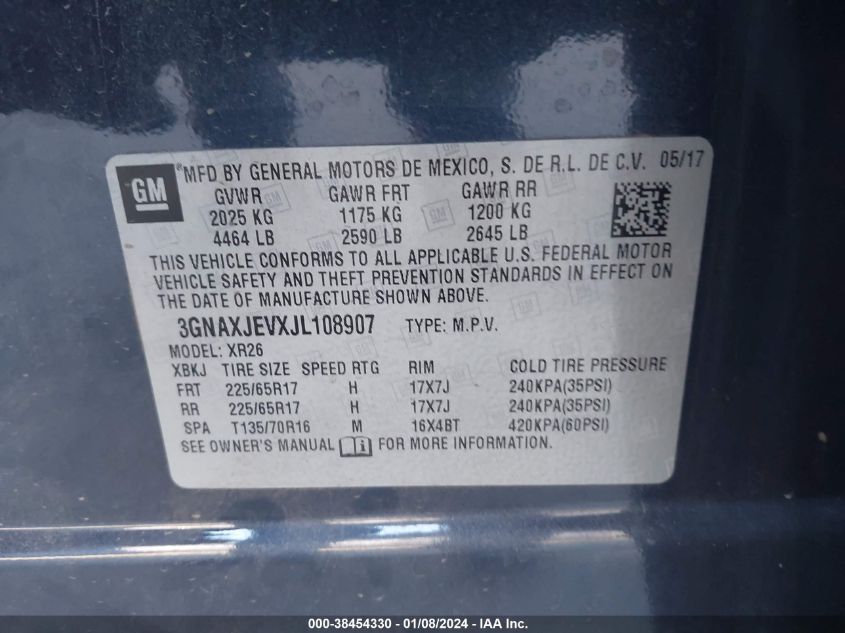 GM
®MFD BY GENERAL MOTORS DE MEXICO, S. DE R.L. DE C.V. 05/17
GVWR GAWR FRT GAWR RR
2025 KG 1175 KG 1200 KG
4464 LB 2590 LB 2645 LB
THIS VEHICLE CONFORMS TO ALL APPLICABLE U.S. FEDERAL MOTOR
VEHICLE SAFETY AND THEFT PREVENTION STANDARDS IN EFFECT ON
THE DATE OF MANUFACTURE SHOWN ABOVE.
3GNAXJEVXJL108907 TYPE: M.P.V.
MODEL: XR26
XBKJ TIRE SIZE SPEED RTG RIM COLD TIRE PRESSURE
FRT 225/65R17 H 17X7J 240KPA(35PSI)
RR 225/65R17 H 17X7J 240KPA(35PSI)
SPA T135/70R16 M 16X4BT 420KPA(60PSI)
SEE OWNER'S MANUAL FOR MORE INFORMATION.
000-38454330 - 01/08/2024 - IAA Inc.